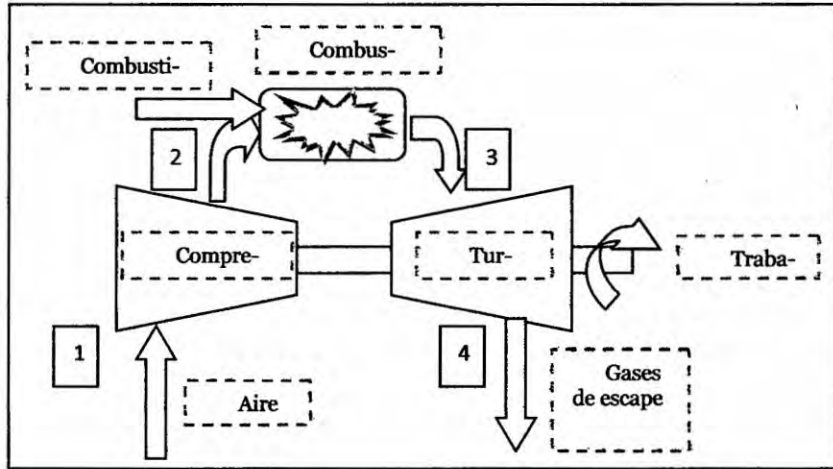 Combus-
Combusti-
2
3
Compre-
Tur-
Traba-
1
4
Aire
Gases
de escape